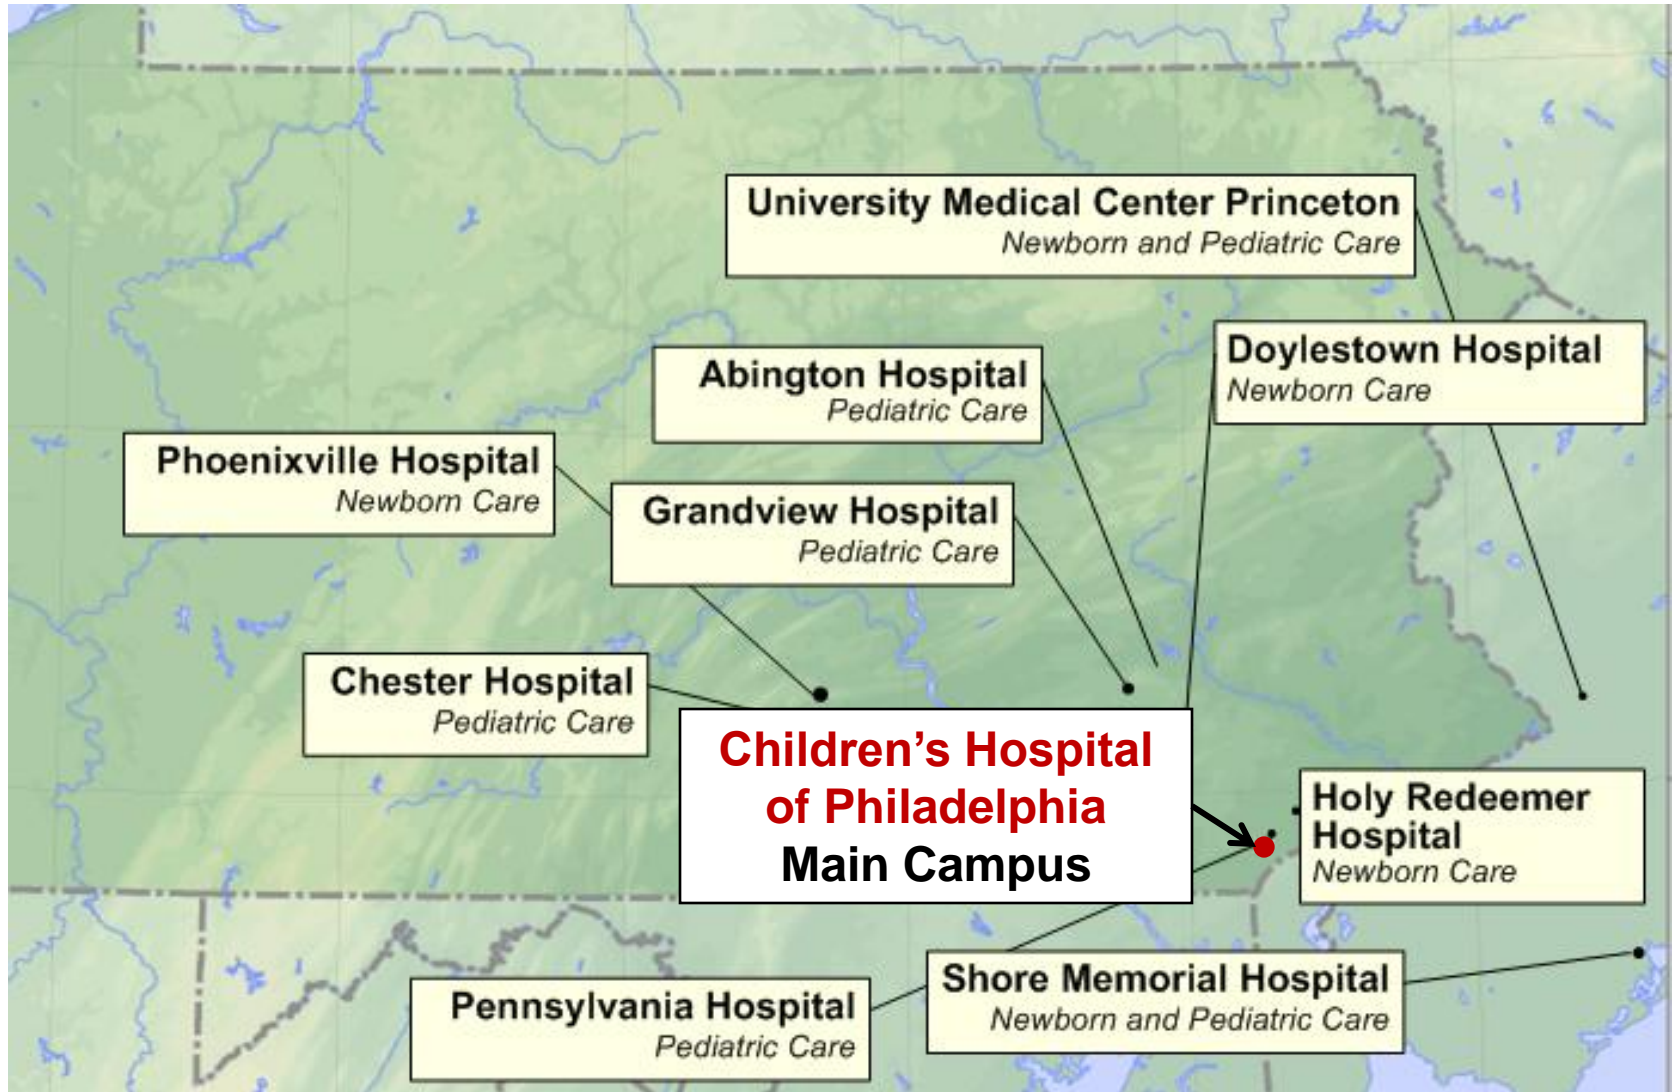 University Medical Center Princeton
Newborn and Pediatric Care
Doylestown Hospital
Newborn Care
Abington Hospital
Pediatric Care
Phoenixville Hospital
Newborn Care
Grandview Hospital
Pediatric Care
Chester Hospital
Pediatric Care
Children’s Hospital
of Philadelphia
Main Campus
Holy Redeemer
Hospital
Newborn Care
Shore Memorial Hospital
Newborn and Pediatric Care
Pennsylvania Hospital
Pediatric Care